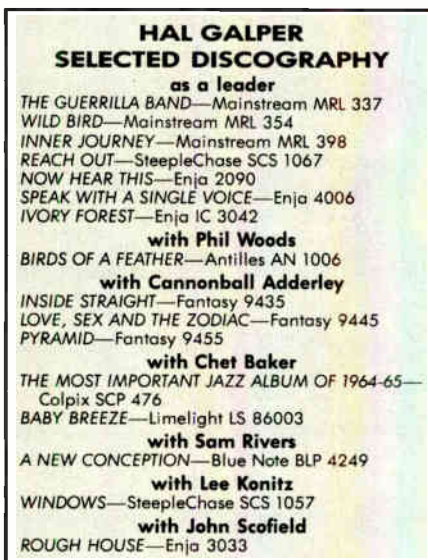 HAL GALPER
SELECTED DISCOGRAPHY
as a leader
THE GUERRILLA BAND—Mainstream MRL 337
WILD BIRD—Mainstream MRL 354
INNER JOURNEY—Mainstream MRL 398
REACH OUT—SteepleChase SCS 1067
NOW HEAR THIS—Enja 2090
SPEAK WITH A SINGLE VOICE—Enja 4006
IVORY FOREST—Enja IC 3042
with Phil Woods
BIRDS OF A FEATHER—Antilles AN 1006
with Cannonball Adderley
INSIDE STRAIGHT—Fantasy 9435
LOVE, SEX AND THE ZODIAC—Fantasy 9445
PYRAMID—Fantasy 9455
with Chet Baker
THE MOST IMPORTANT JAZZ ALBUM OF 1964-65—
Colpix SCP 476
BABY BREEZE—Limelight LS 86003
with Sam Rivers
A NEW CONCEPTION—Blue Note BLP 4249
with Lee Konitz
WINDOWS—SteepleChase SCS 1057
with John Scofield
ROUGH HOUSE—Enja 3033